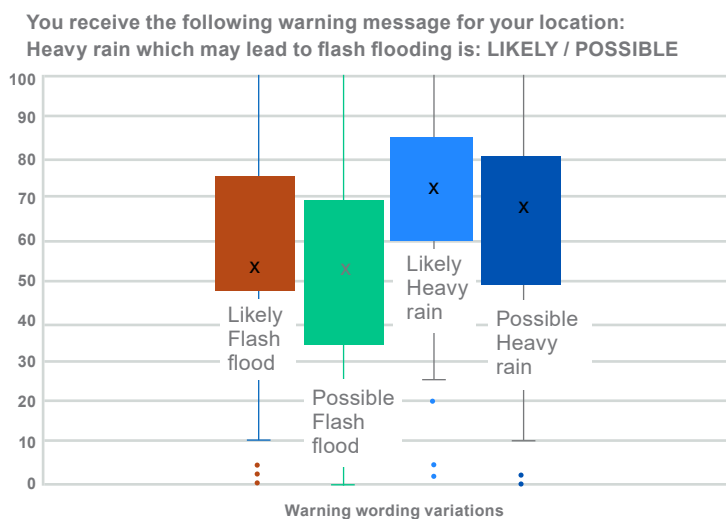 You receive the following warning message for your location:
Heavy rain which may lead to flash flooding is: LIKELY / POSSIBLE
100
90
80
70
60
50
40
30
20
10
0
x
x
x
x
Likely
Flash
flood
Possible
Flash
flood
Likely
Heavy
rain
Possible
Heavy
rain
Warning wording variations